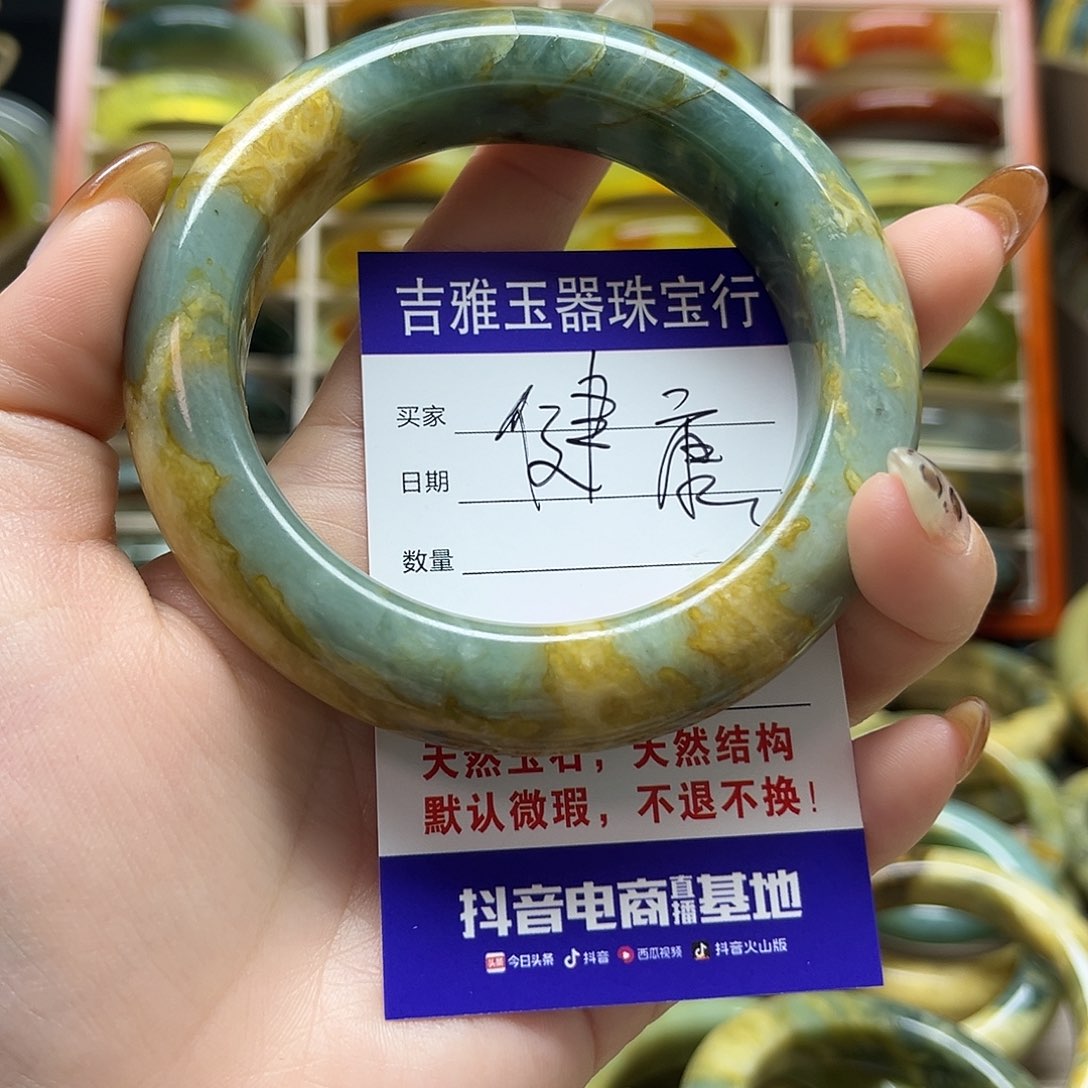 吉雅玉器珠宝行
买家 健康
日期
数量
天然玉石，天然结构
默认微瑕，不退不换！
抖音电商直播基地
头条 今日头条 抖音 西瓜视频 抖音火山版